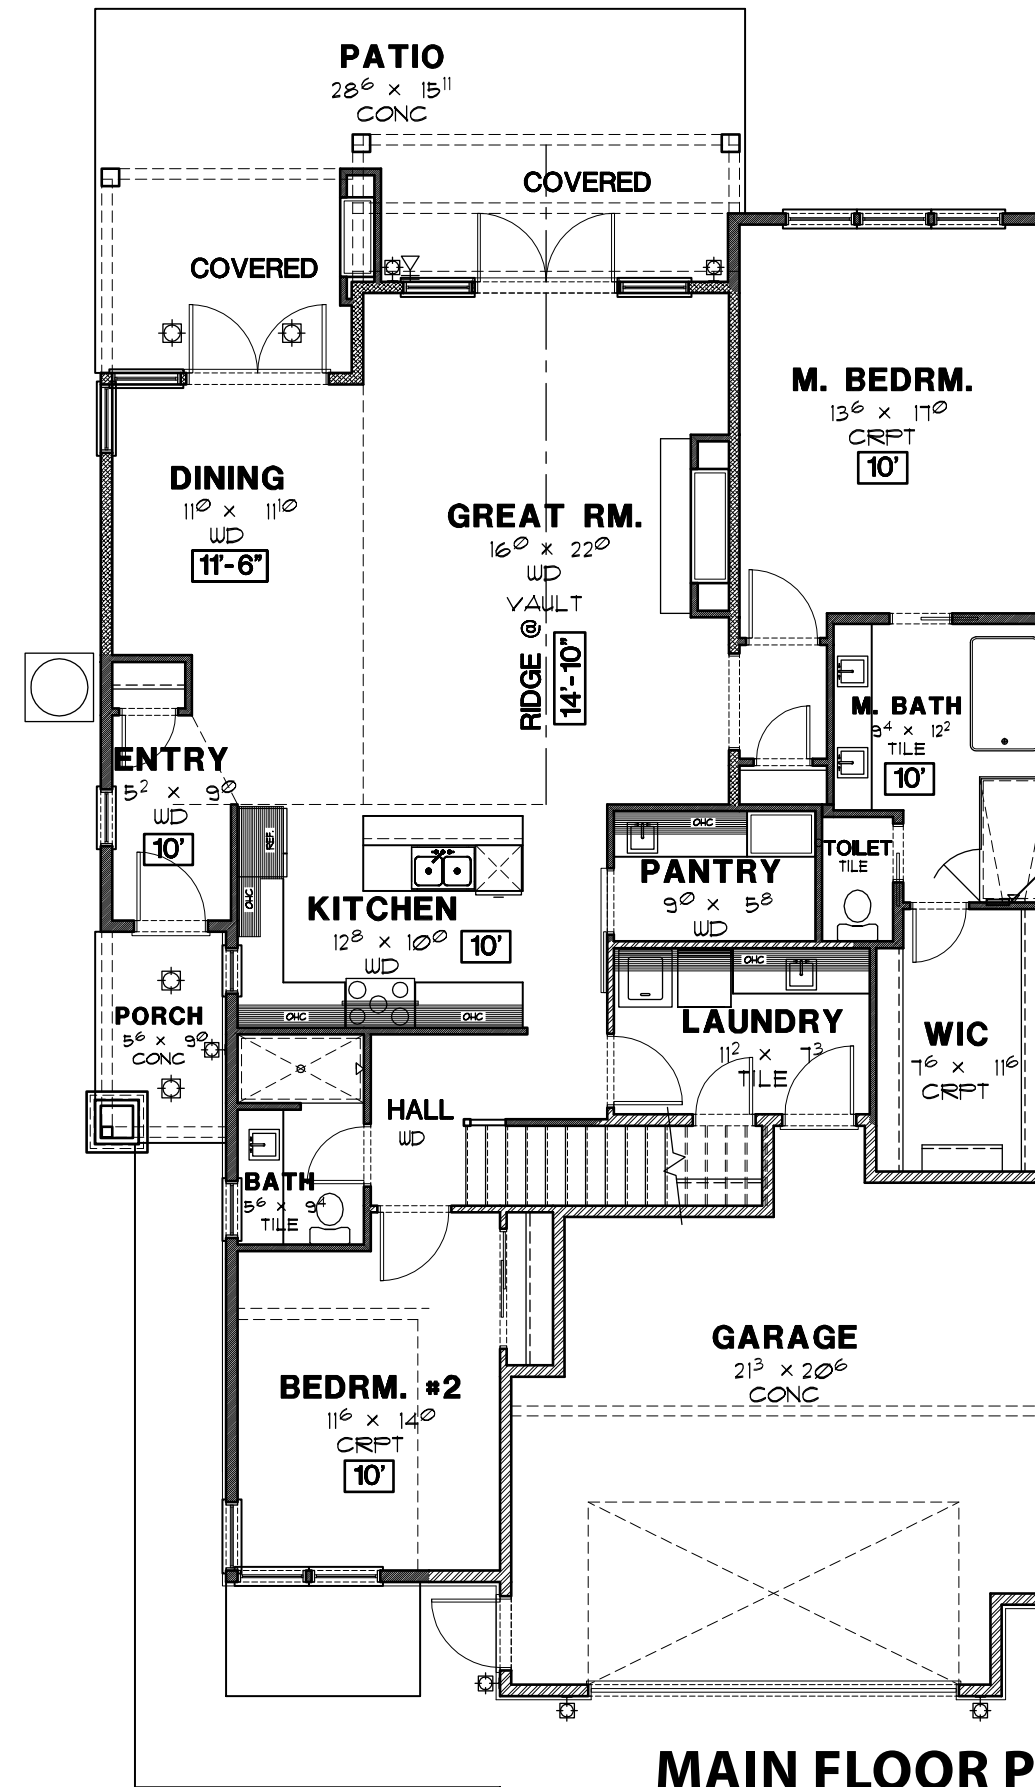 PATIO
28⁶ × 15¹¹
CONC
COVERED
COVERED
M. BEDRM.
13⁶ × 17⁰
CRPT
10'
DINING
11⁰ × 11¹⁰
WD
11'-6"
GREAT RM.
16⁰ × 22⁰
WD
VAULT
RIDGE @
14'-10"
M. BATH
9⁴ × 12²
TILE
10'
ENTRY
5² × 9⁰
WD
10'
REF.
OHC
KITCHEN
12⁸ × 10⁰
WD
10'
OHC
OHC
OHC
PANTRY
9⁰ × 5⁸
WD
TOILET
TILE
OHC
LAUNDRY
11² × 7³
TILE
WIC
7⁶ × 11⁶
CRPT
PORCH
5⁶ × 9⁰
CONC
HALL
WD
BATH
5⁶ × 9⁴
TILE
GARAGE
21³ × 20⁶
CONC
BEDRM. #2
11⁶ × 14⁰
CRPT
10'
MAIN FLOOR P